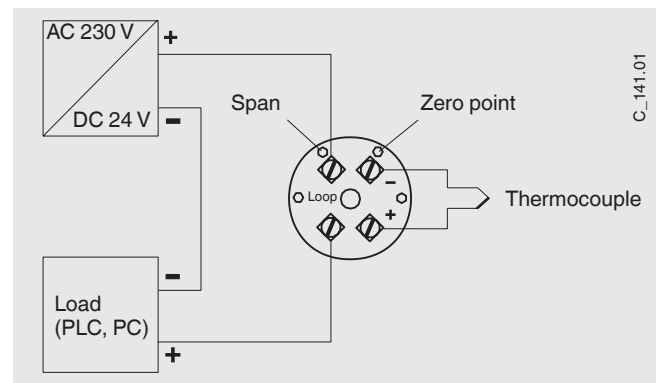 AC 230 V
+
DC 24 V
−
Span
Zero point
C_141.01
−
Loop
Thermocouple
+
−
Load
(PLC, PC)
+